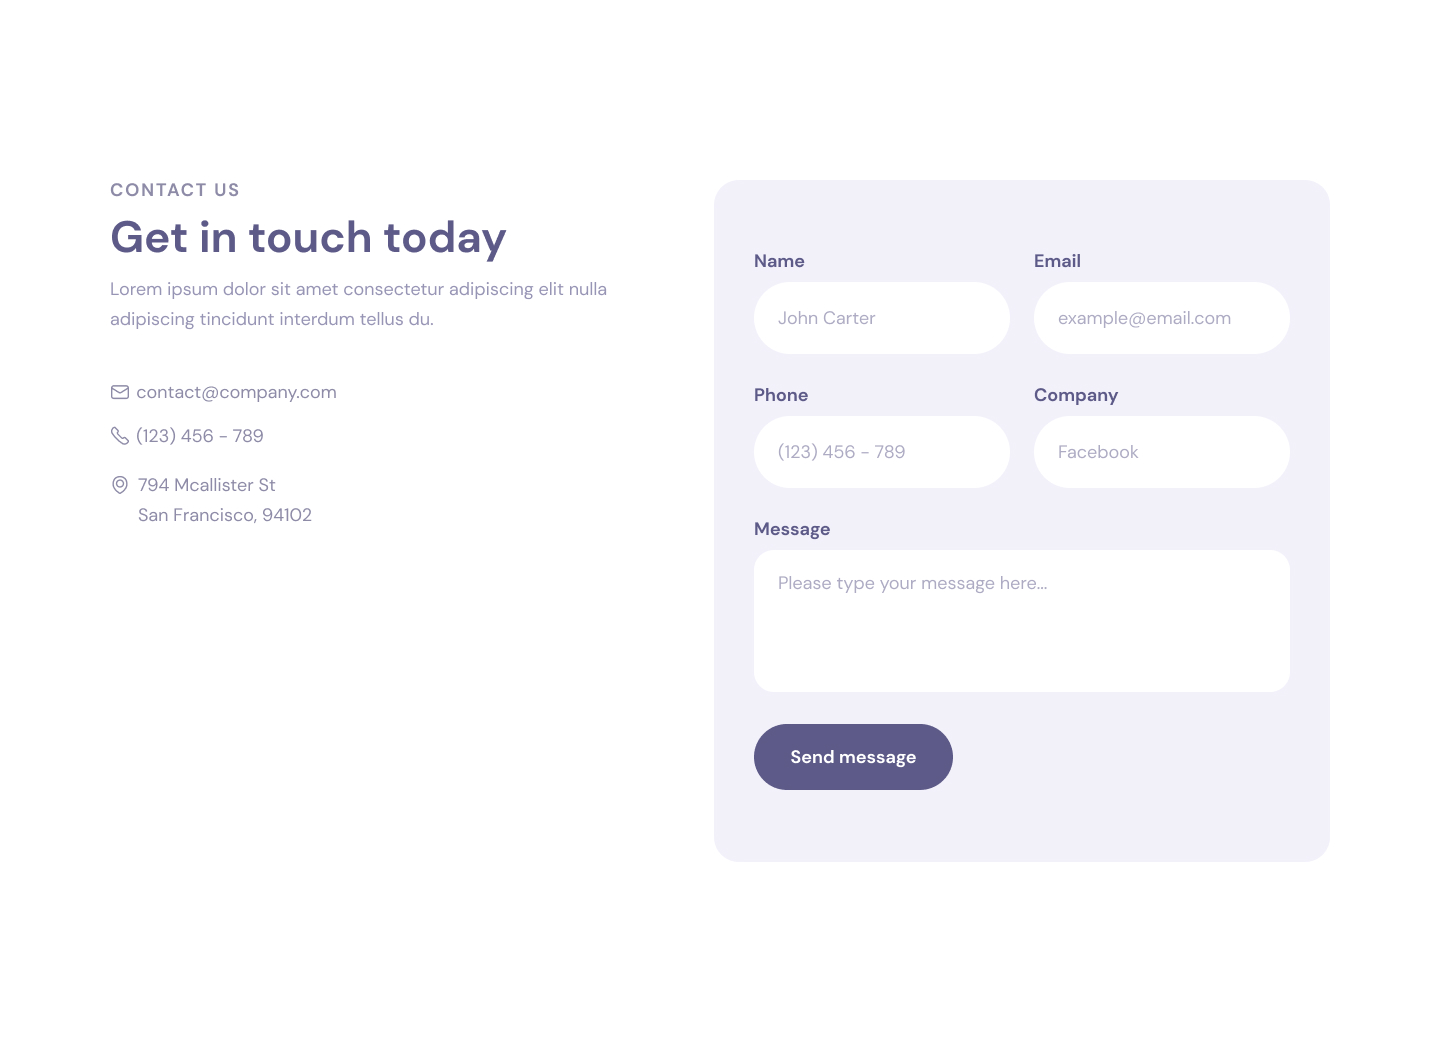 CONTACT US
Get in touch today
Lorem ipsum dolor sit amet consectetur adipiscing elit nulla
adipiscing tincidunt interdum tellus du.
contact@company.com
(123) 456 - 789
794 Mcallister St
San Francisco, 94102
Name
John Carter
Email
example@email.com
Phone
(123) 456 - 789
Company
Facebook
Message
Please type your message here...
Send message